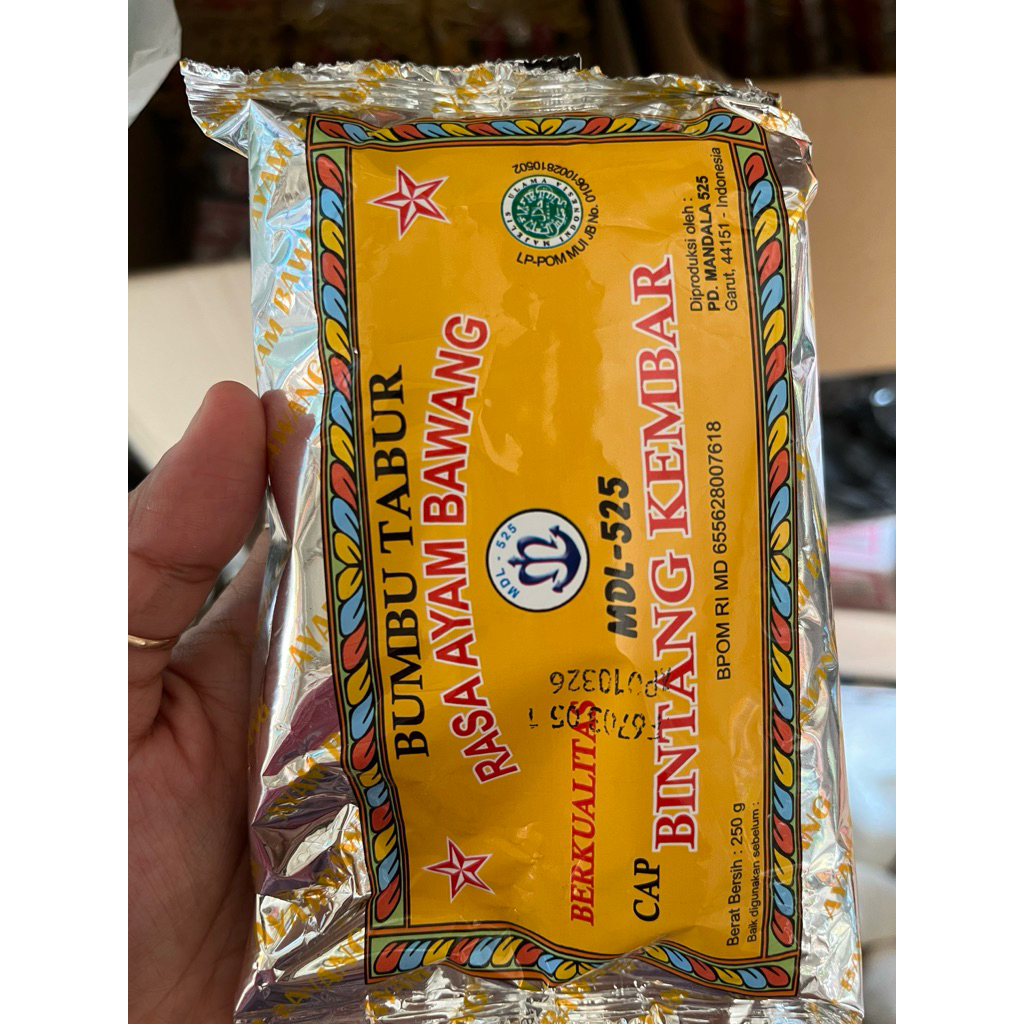 BUMBU TABUR
RASA AYAM BAWANG
MAJELIS ULAMA INDONESIA
LP-POM MUI JB No. 01061002810502
MDL - 525
BERKUALITAS
MDL-525
CAP
BINTANG KEMBAR
Diproduksi oleh :
PD. MANDALA 525
Garut, 44151 - Indonesia
BPOM RI MD 655628007618
Berat Bersih : 250 g
Baik digunakan sebelum :